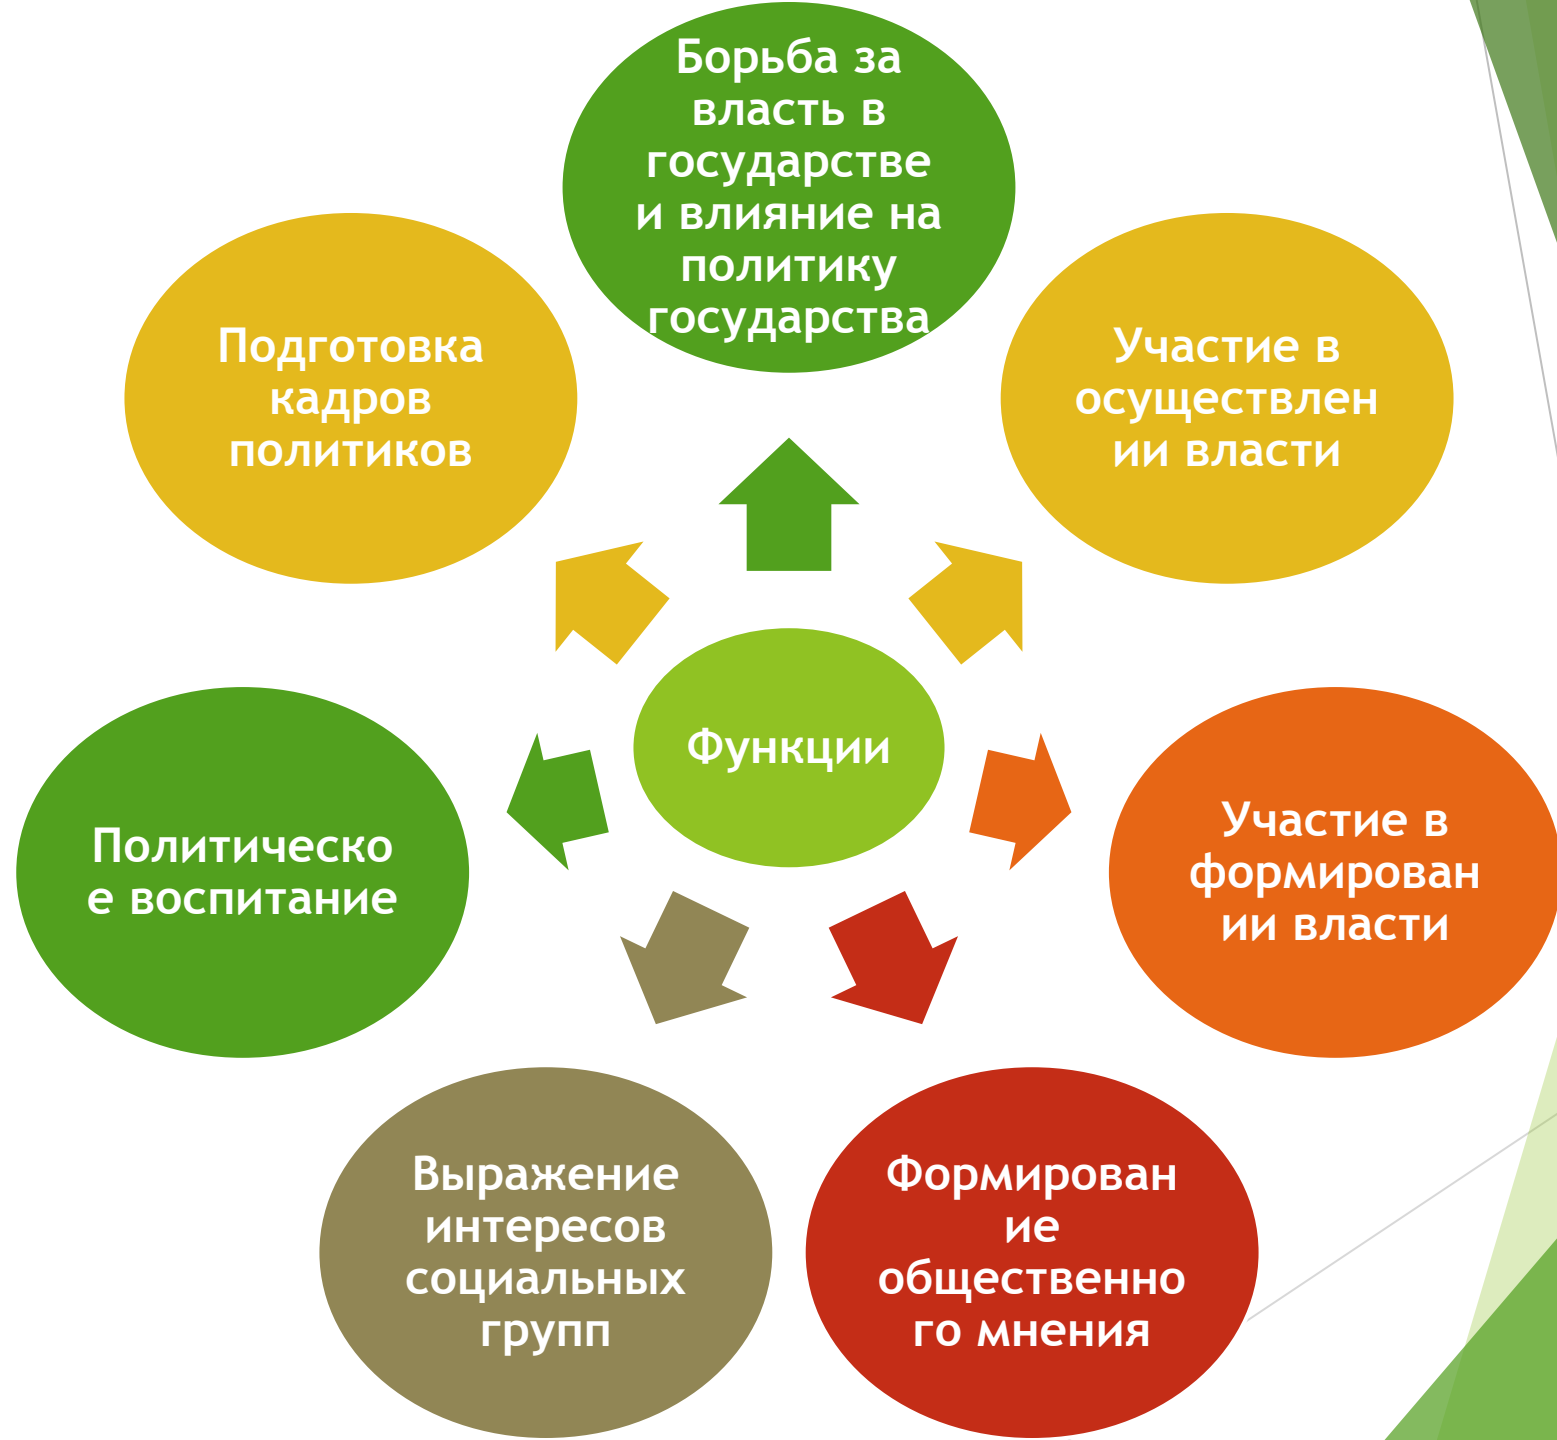 Борьба за
власть в
государстве
и влияние на
политику
государства
Участие в
осуществлен
ии власти
Участие в
формирован
ии власти
Формирован
ие
общественно
го мнения
Выражение
интересов
социальных
групп
Политическо
е воспитание
Подготовка
кадров
политиков
Функции